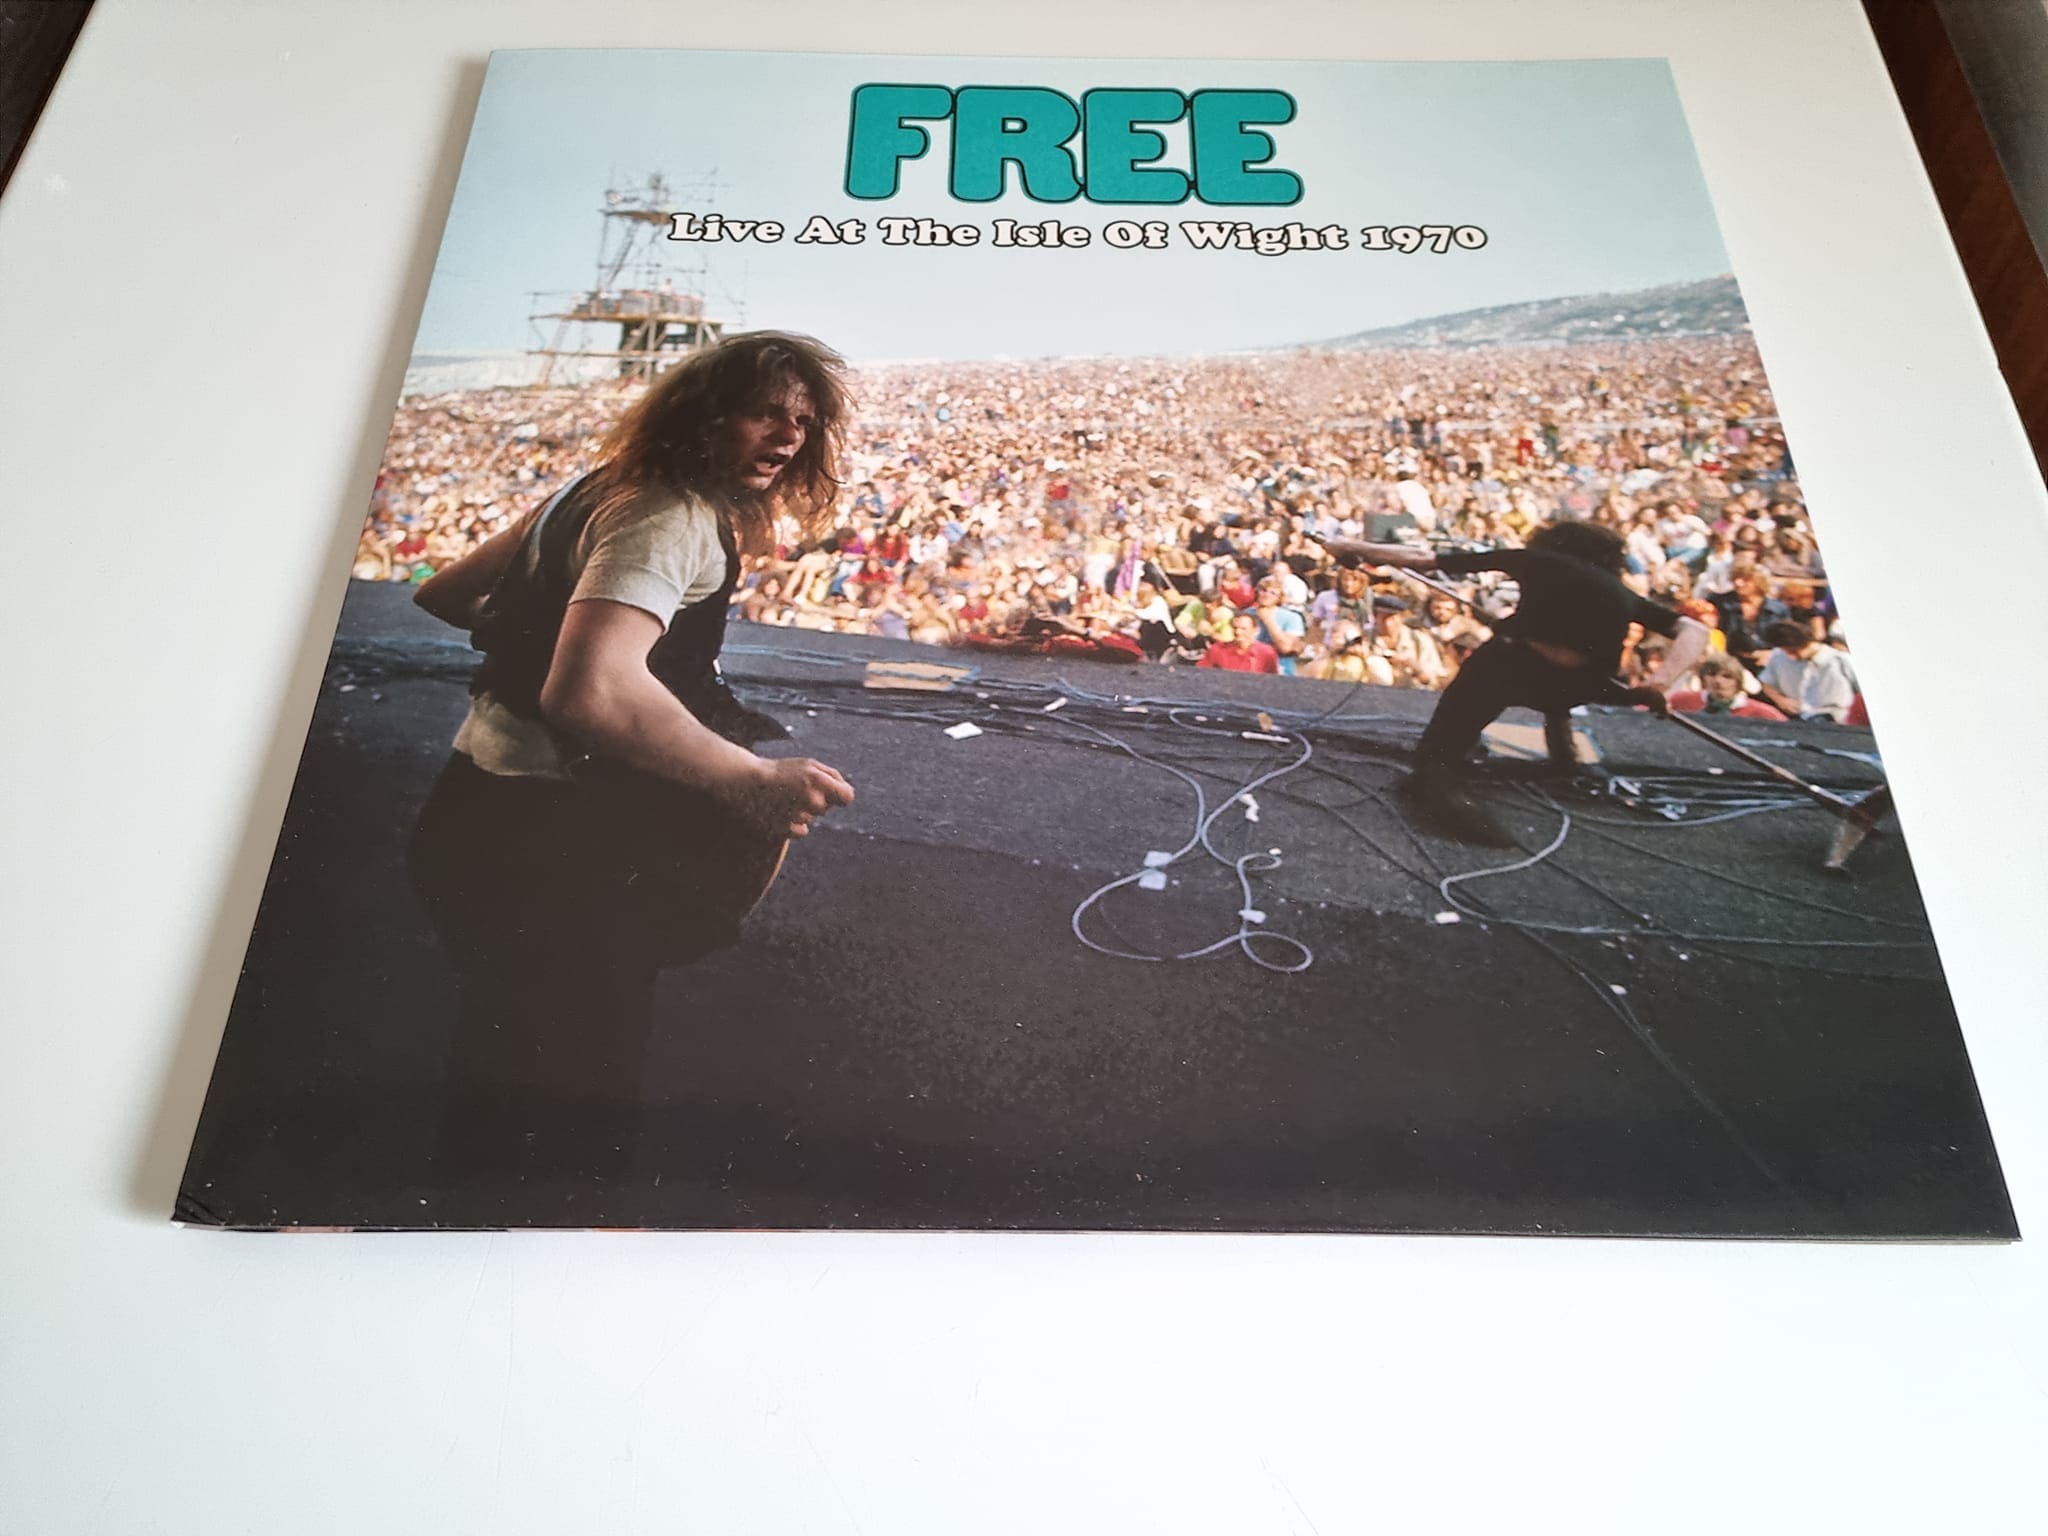 FREE
Live At The Isle Of Wight 1970